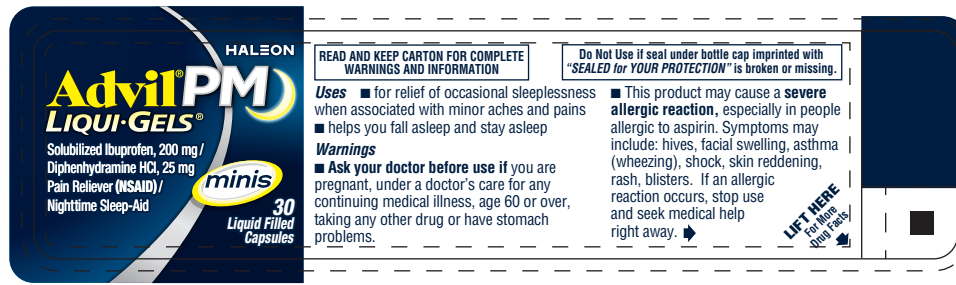 HALEON
Advil® PM
LIQUI·GELS®
Solubilized Ibuprofen, 200 mg /
Diphenhydramine HCl, 25 mg
Pain Reliever (NSAID) /
Nighttime Sleep-Aid
minis
30
Liquid Filled
Capsules
READ AND KEEP CARTON FOR COMPLETE
WARNINGS AND INFORMATION
Uses ■ for relief of occasional sleeplessness
when associated with minor aches and pains
■ helps you fall asleep and stay asleep
Warnings
■ Ask your doctor before use if you are
pregnant, under a doctor's care for any
continuing medical illness, age 60 or over,
taking any other drug or have stomach
problems.
Do Not Use if seal under bottle cap imprinted with
"SEALED for YOUR PROTECTION" is broken or missing.
■ This product may cause a severe
allergic reaction, especially in people
allergic to aspirin. Symptoms may
include: hives, facial swelling, asthma
(wheezing), shock, skin reddening,
rash, blisters. If an allergic
reaction occurs, stop use
and seek medical help
right away.
LIFT HERE
For More
Drug Facts